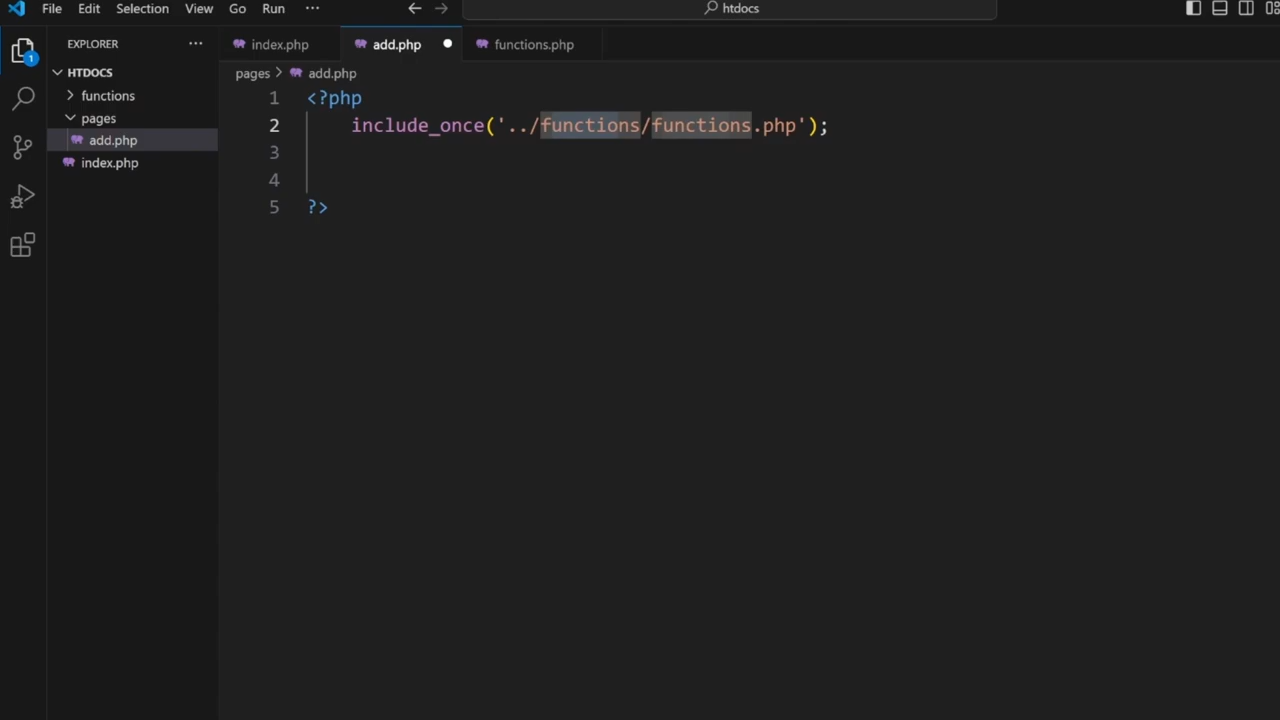 File Edit Selection View Go Run ··· ← → htdocs
EXPLORER ···
index.php add.php functions.php
HTDOCS
functions
pages
add.php
index.php
1
pages > add.php
1 <?php
2 include_once('../functions/functions.php');
3
4
5 ?>